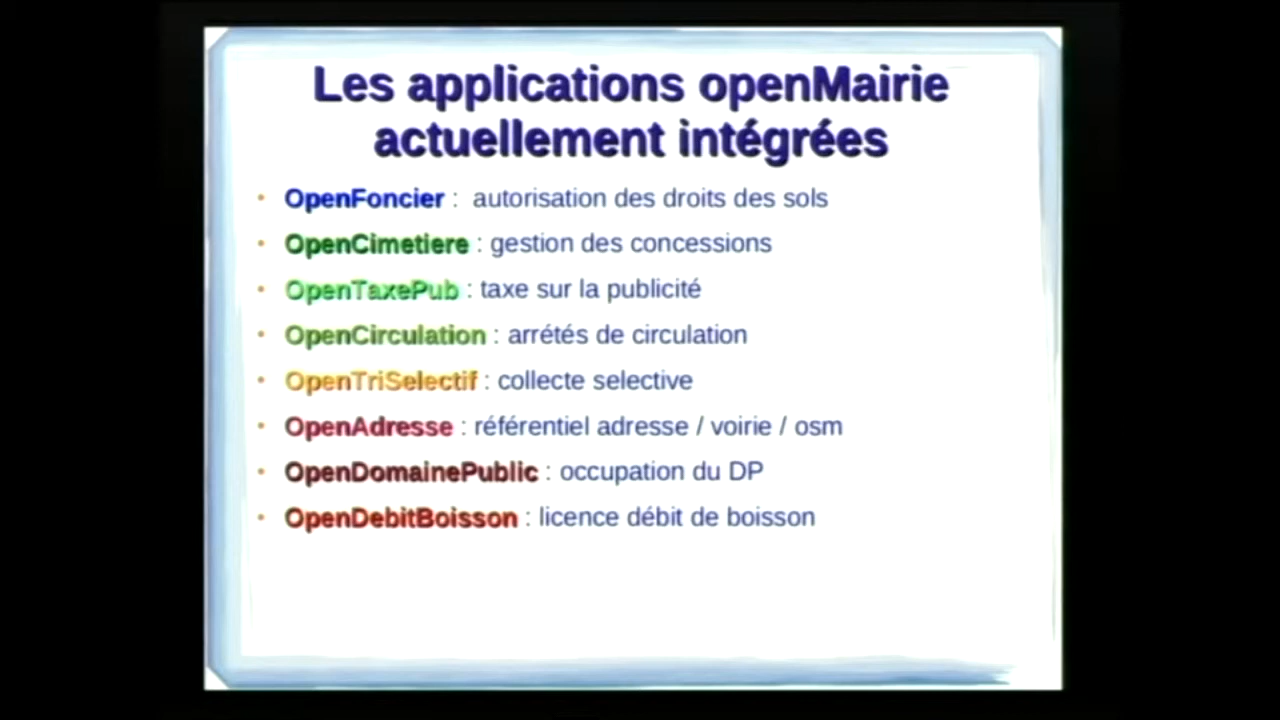 Les applications openMairie
actuellement intégrées
• OpenFoncier : autorisation des droits des sols
• OpenCimetiere : gestion des concessions
• OpenTaxePub : taxe sur la publicité
• OpenCirculation : arrétés de circulation
• OpenTriSelectif : collecte selective
• OpenAdresse : référentiel adresse / voirie / osm
• OpenDomainePublic : occupation du DP
• OpenDebitBoisson : licence débit de boisson